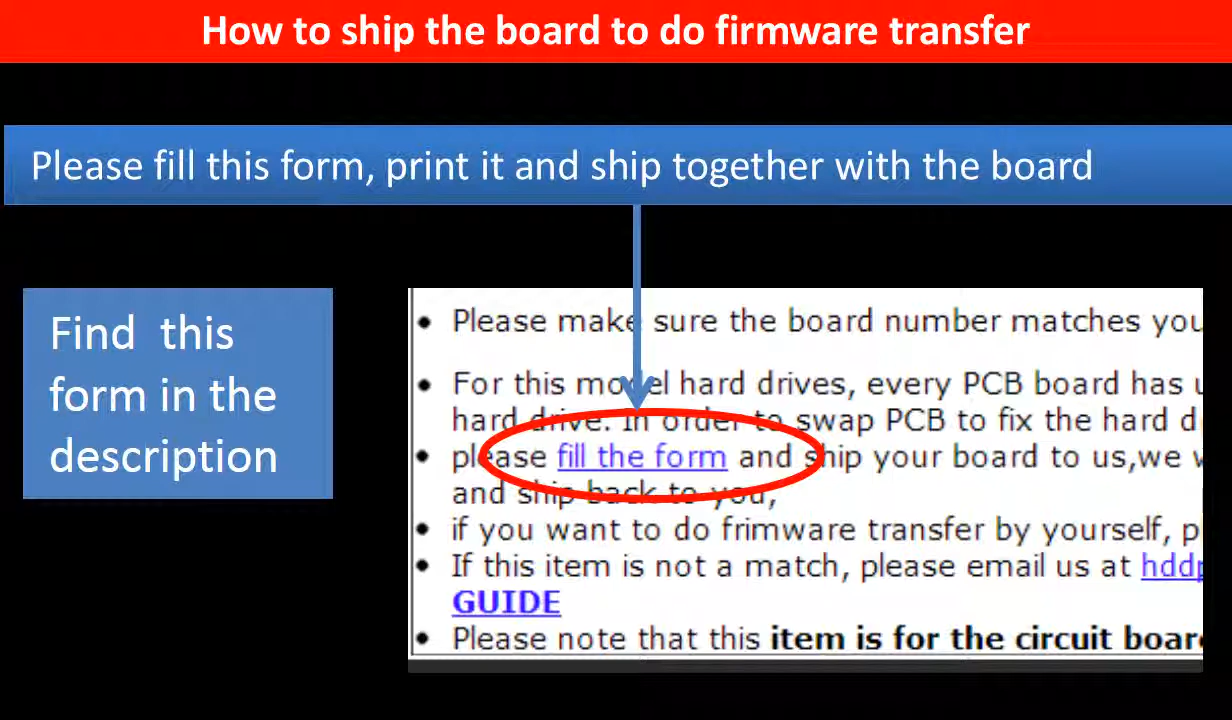 How to ship the board to do firmware transfer
Please fill this form, print it and ship together with the board
Find this
form in the
description
Please make sure the board number matches
For this model hard drives, every PCB board has
hard drive. In order to swap PCB to fix the hard
please fill the form and ship your board to us,we
and ship back to you,
if you want to do frimware transfer by yourself,
If this item is not a match, please email us at
GUIDE
Please note that this item is for the circuit